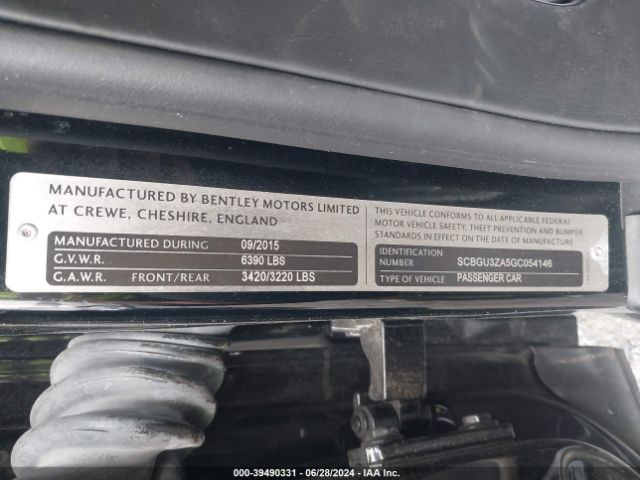 MANUFACTURED BY BENTLEY MOTORS LIMITED
AT CREWE, CHESHIRE, ENGLAND
MANUFACTURED DURING 09/2015
G.V.W.R. 6390 LBS
G.A.W.R. FRONT/REAR 3420/3220 LBS
THIS VEHICLE CONFORMS TO ALL APPLICABLE FEDERAL
MOTOR VEHICLE SAFETY, THEFT PREVENTION AND BUMPER
STANDARDS IN EFFECT ON DATE OF MANUFACTURE
IDENTIFICATION
NUMBER SCBGU3ZA5GC054146
TYPE OF VEHICLE PASSENGER CAR
000-39490331 - 06/28/2024 - IAA Inc.